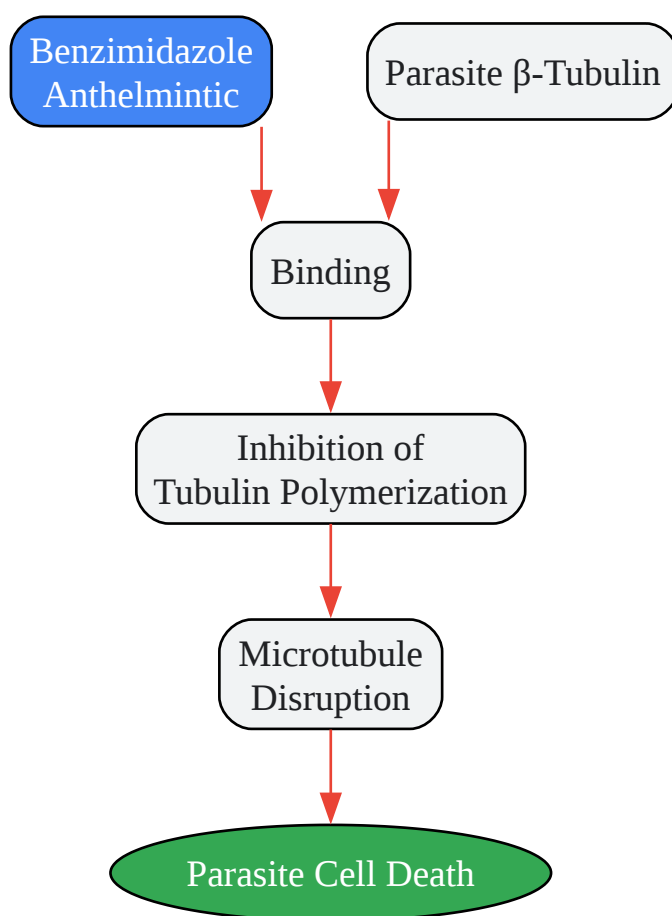 Benzimidazole
Anthelmintic
Parasite β-Tubulin
Binding
Inhibition of
Tubulin Polymerization
Microtubule
Disruption
Parasite Cell Death